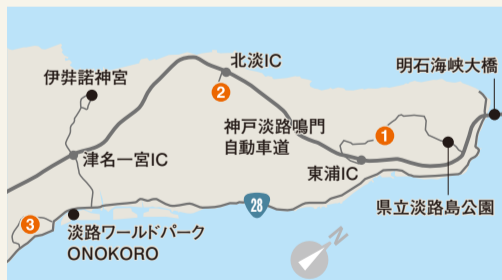 北淡IC
明石海峡大橋
伊弉諾神宮
2
神戸淡路鳴門
自動車道
1
津名一宮IC
東浦IC
県立淡路島公園
28
3
淡路ワールドパーク
ONOKORO
N